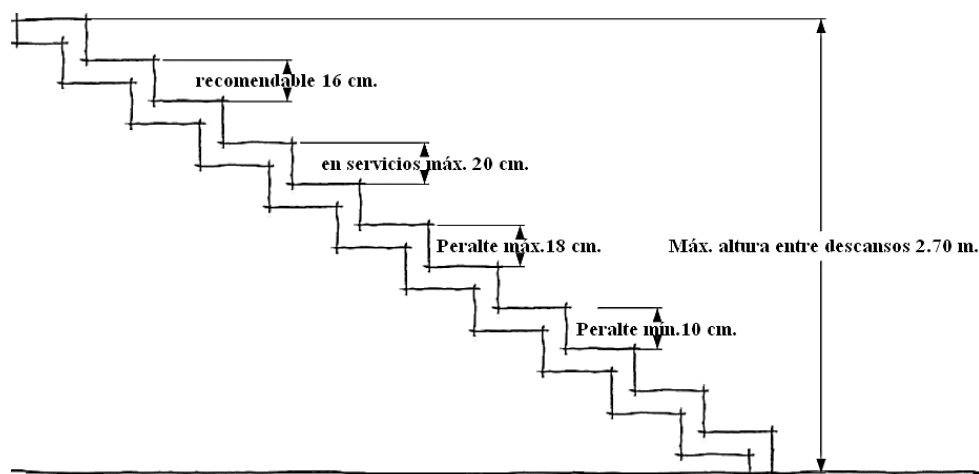 recomendable 16 cm.
en servicios máx. 20 cm.
Peralte máx.18 cm.
Máx. altura entre descansos 2.70 m.
Peralte mín.10 cm.